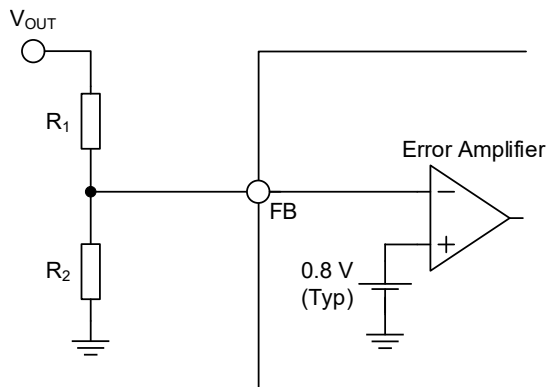 V_OUT
R_1
Error Amplifier
−
FB
+
R_2
0.8 V
(Typ)